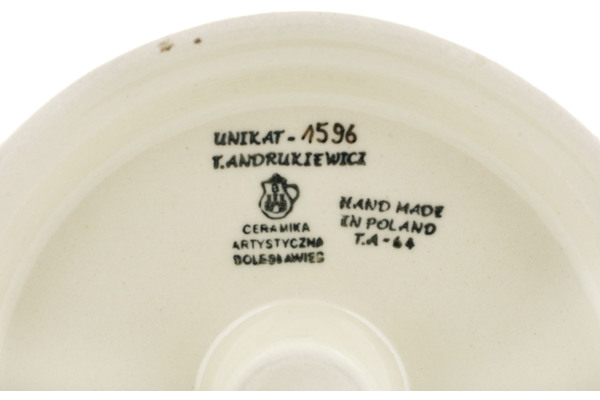 UNIKAT-1596
T.ANDRUKIEWICZ
CERAMIKA
ARTYSTYCZNA
BOLESŁAWIEC
HAND MADE
IN POLAND
T.A-64